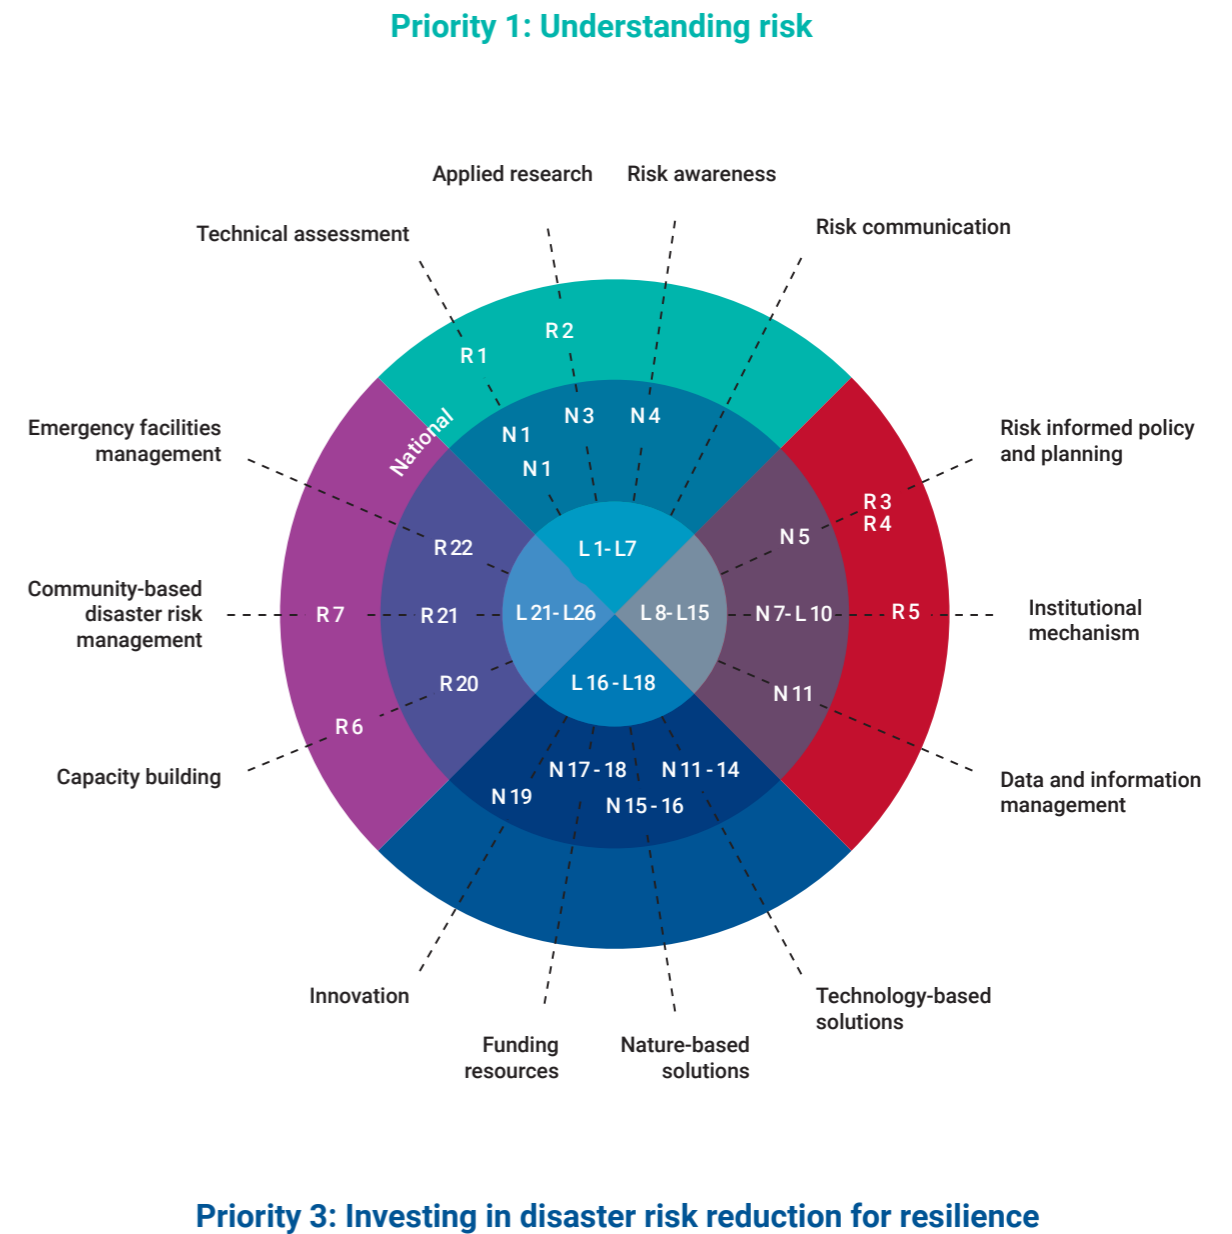 Priority 1: Understanding risk
Applied research
Risk awareness
Technical assessment
Risk communication
R 1
R 2
National
N 1
N 3
N 4
N 1
Emergency facilities
management
Risk informed policy
and planning
R 3
R 4
N 5
R 22
L 1- L7
Community-based
disaster risk
management
R 7
R 21
L 21- L26
L 8- L15
N 7- L 10
R 5
Institutional
mechanism
R 20
L 16 - L18
N 11
R 6
Capacity building
Data and information
management
N 17 - 18
N 11 - 14
N 19
N 15 - 16
Innovation
Technology-based
solutions
Funding
resources
Nature-based
solutions
Priority 3: Investing in disaster risk reduction for resilience